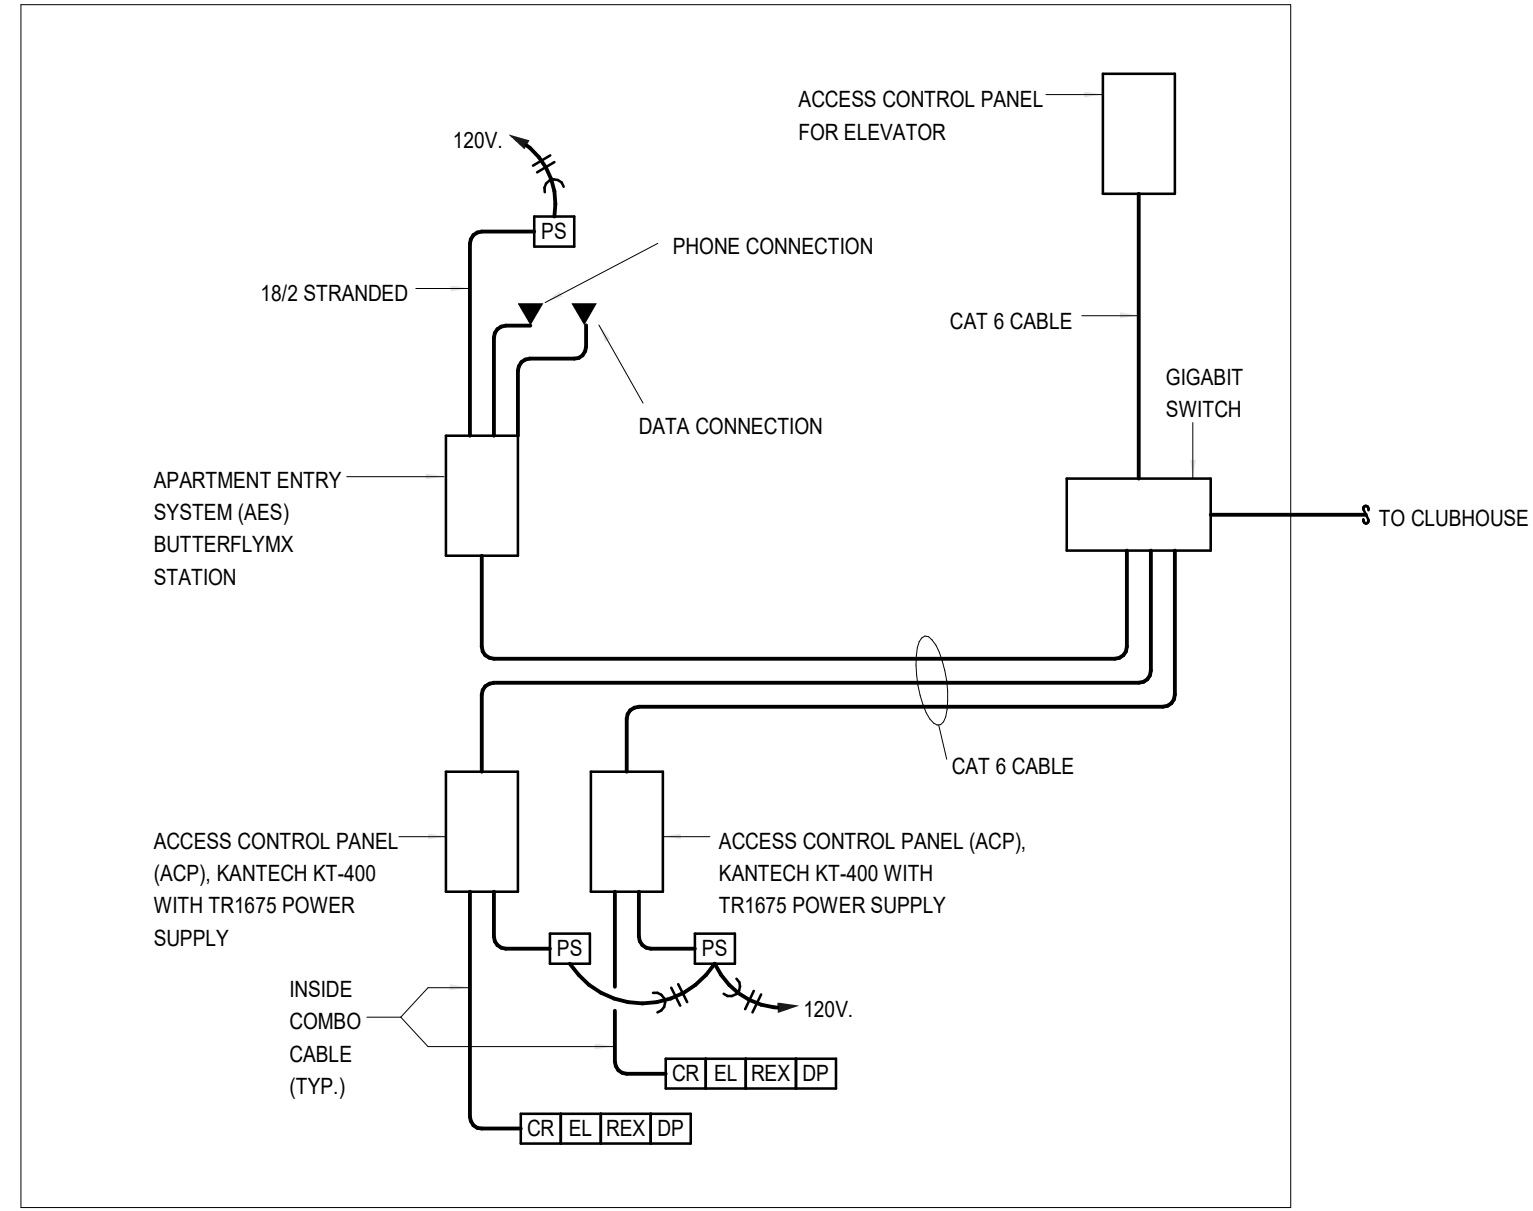 ACCESS CONTROL PANEL
FOR ELEVATOR
120V.
PS
PHONE CONNECTION
18/2 STRANDED
CAT 6 CABLE
GIGABIT
SWITCH
DATA CONNECTION
APARTMENT ENTRY
SYSTEM (AES)
BUTTERFLYMX
STATION
TO CLUBHOUSE
CAT 6 CABLE
ACCESS CONTROL PANEL
(ACP), KANTECH KT-400
WITH TR1675 POWER
SUPPLY
ACCESS CONTROL PANEL (ACP),
KANTECH KT-400 WITH
TR1675 POWER SUPPLY
PS
PS
INSIDE
COMBO
CABLE
(TYP.)
120V.
CR EL REX DP
CR EL REX DP